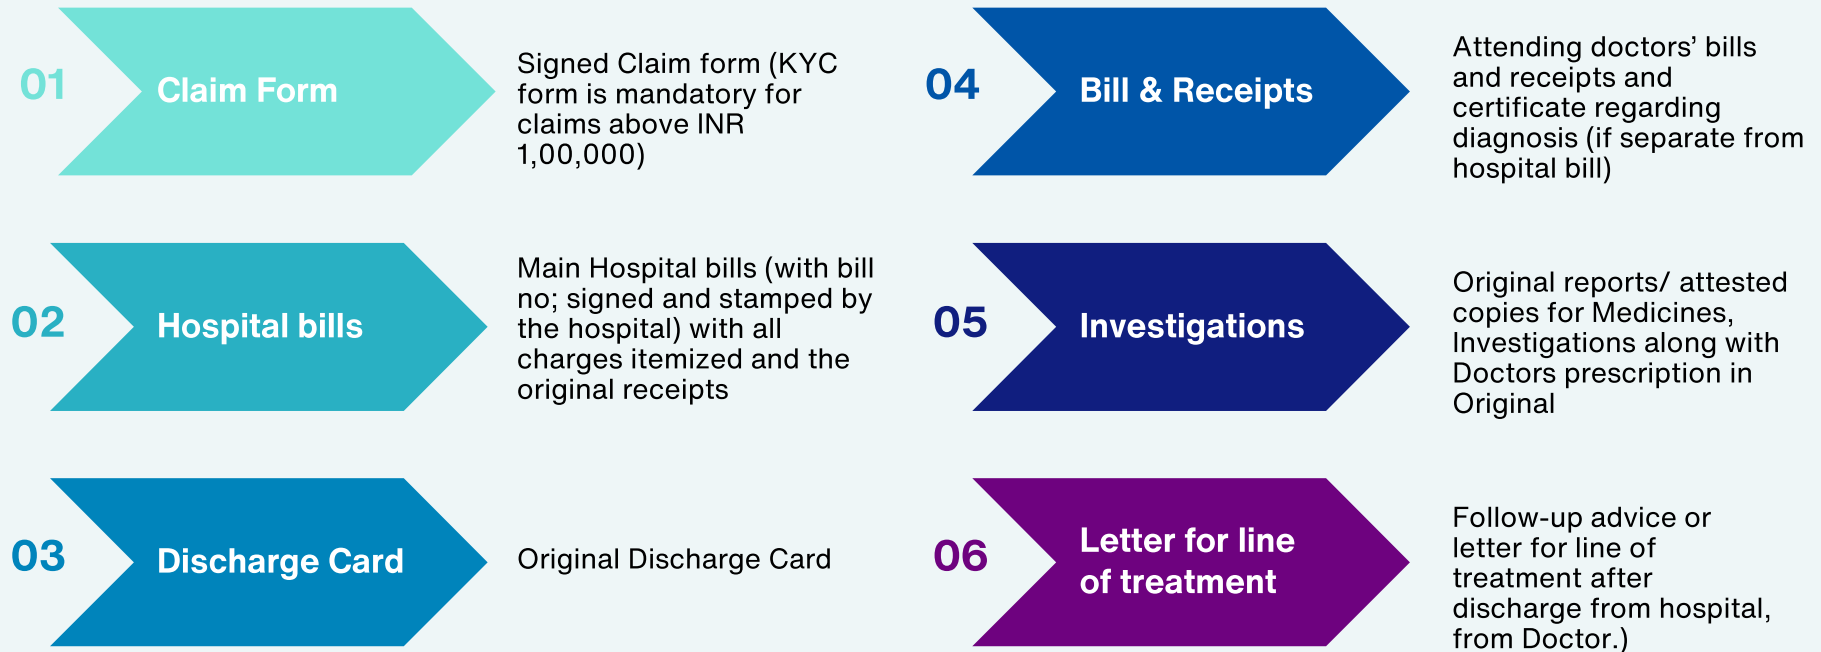 01
Claim Form
Signed Claim form (KYC
form is mandatory for
claims above INR
1,00,000)
02
Hospital bills
Main Hospital bills (with bill
no; signed and stamped by
the hospital) with all
charges itemized and the
original receipts
03
Discharge Card
Original Discharge Card
04
Bill & Receipts
Attending doctors’ bills
and receipts and
certificate regarding
diagnosis (if separate from
hospital bill)
05
Investigations
Original reports/ attested
copies for Medicines,
Investigations along with
Doctors prescription in
Original
06
Letter for line
of treatment
Follow-up advice or
letter for line of
treatment after
discharge from hospital,
from Doctor.)